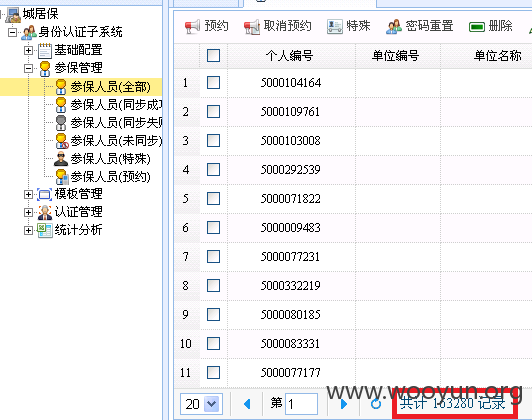 城居保
身份认证子系统
基础配置
参保管理
参保人员(全部)
参保人员(同步成功
参保人员(同步失败
参保人员(未同步)
参保人员(特殊)
参保人员(预约)
模板管理
认证管理
统计分析
预约 取消预约 特殊 密码重置 删除
个人编号 单位编号 单位名称
1 5000104164
2 5000109761
3 5000103008
4 5000292539
5 5000071822
6 5000009483
7 5000077231
8 5000332219
9 5000080185
10 5000083331
11 5000077177
20 第 1 共计 163280 记录
www.wooyun.org